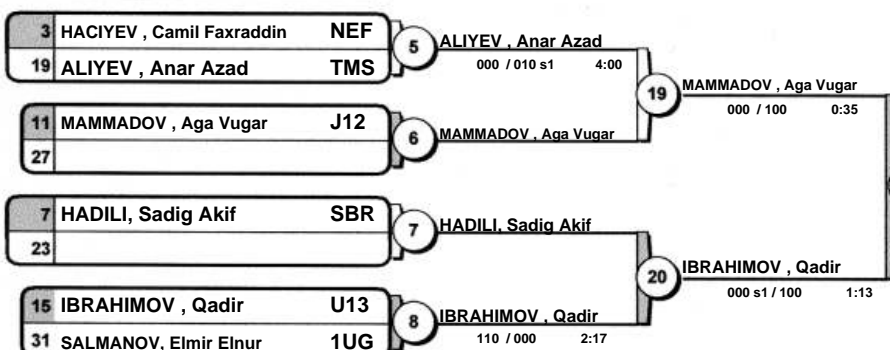 3 HACIYEV , Camil Faxraddin NEF
19 ALIYEV , Anar Azad TMS
5
ALIYEV , Anar Azad
000 / 010 s1 4:00
11 MAMMADOV , Aga Vugar J12
27
6
MAMMADOV , Aga Vugar
19
MAMMADOV , Aga Vugar
000 / 100 0:35
7 HADILI, Sadig Akif SBR
23
7
HADILI, Sadig Akif
15 IBRAHIMOV , Qadir U13
31 SALMANOV, Elmir Elnur 1UG
8
IBRAHIMOV , Qadir
110 / 000 2:17
20
IBRAHIMOV , Qadir
000 s1 / 100 1:13